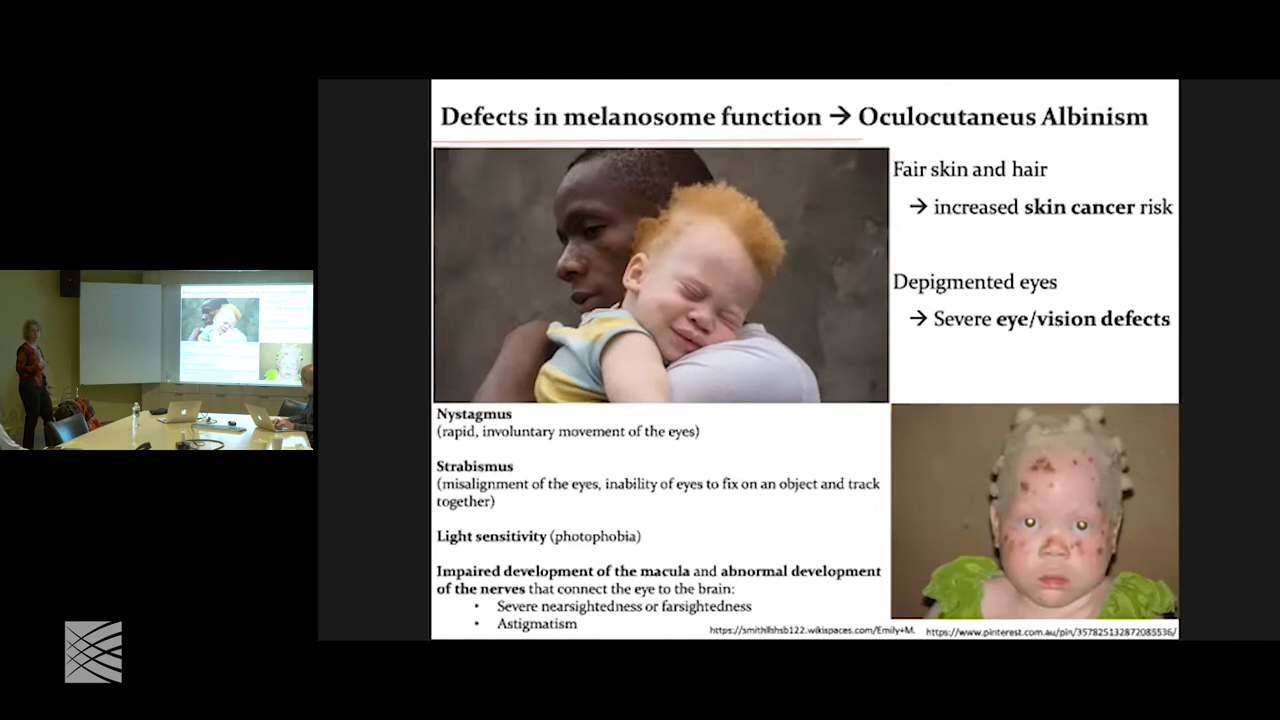 Defects in melanosome function → Oculocutaneus Albinism
Fair skin and hair
→ increased skin cancer risk
Depigmented eyes
→ Severe eye/vision defects
Nystagmus
(rapid, involuntary movement of the eyes)
Strabismus
(misalignment of the eyes, inability of eyes to fix on an object and track
together)
Light sensitivity (photophobia)
Impaired development of the macula and abnormal development
of the nerves that connect the eye to the brain:
• Severe nearsightedness or farsightedness
• Astigmatism
https://smithlhhsb122.wikispaces.com/Emily+M.
https://www.pinterest.com.au/pin/357825132872085536/